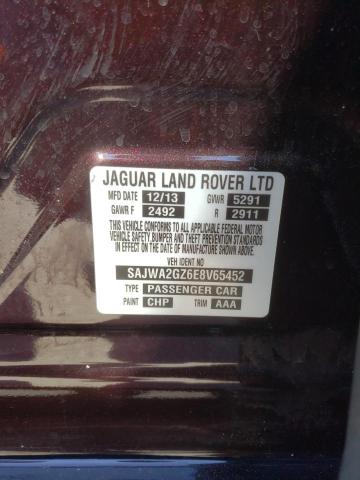 JAGUAR LAND ROVER LTD
MFD DATE 12/13 GVWR 5291
GAWR F 2492 R 2911
THIS VEHICLE CONFORMS TO ALL APPLICABLE FEDERAL MOTOR
VEHICLE SAFETY,BUMPER AND THEFT PREVENTION STANDARDS
IN EFFECT ON THE DATE OF MANUFACTURE SHOWN ABOVE.
VEH IDENT NO
SAJWA2GZ6E8V65452
TYPE PASSENGER CAR
PAINT CHP TRIM AAA